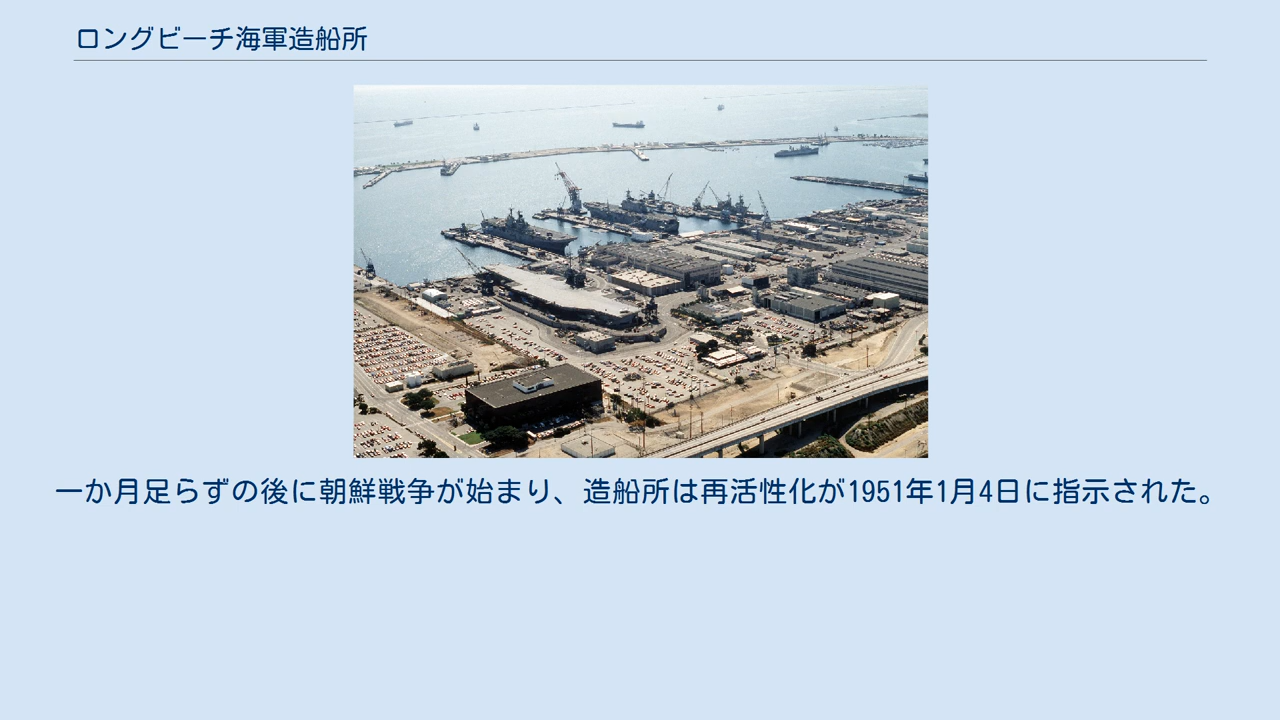 ロングビーチ海軍造船所
一か月足らずの後に朝鮮戦争が始まり、造船所は再活性化が1951年1月4日に指示された。